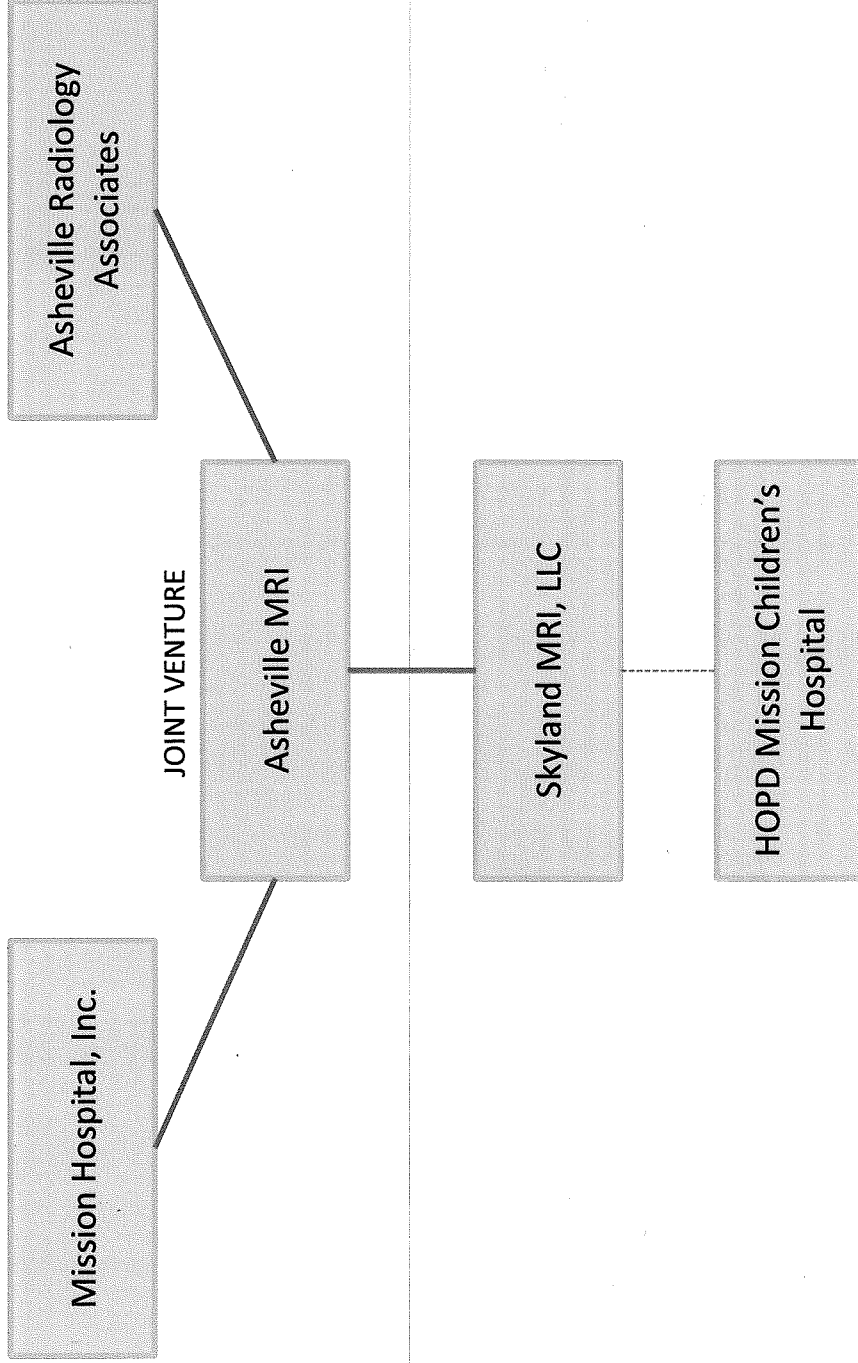 Mission Hospital, Inc.
Asheville Radiology
Associates
JOINT VENTURE
Asheville MRI
Skyland MRI, LLC
HOPD Mission Children's
Hospital